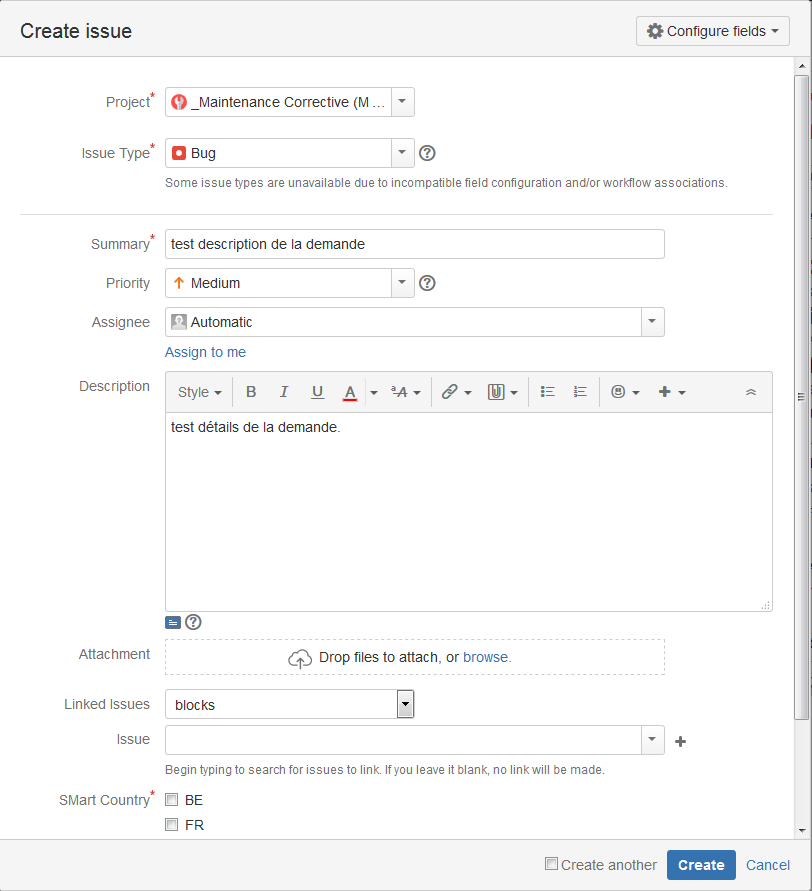 Create issue
Configure fields
Project*
_Maintenance Corrective (M ...
Issue Type*
Bug
Some issue types are unavailable due to incompatible field configuration and/or workflow associations.
Summary*
test description de la demande
Priority
Medium
Assignee
Automatic
Assign to me
Description
Style B I U A ªA
test détails de la demande.
Attachment
Drop files to attach, or browse.
Linked Issues
blocks
Issue
Begin typing to search for issues to link. If you leave it blank, no link will be made.
SMart Country*
BE
FR
Create another Create Cancel